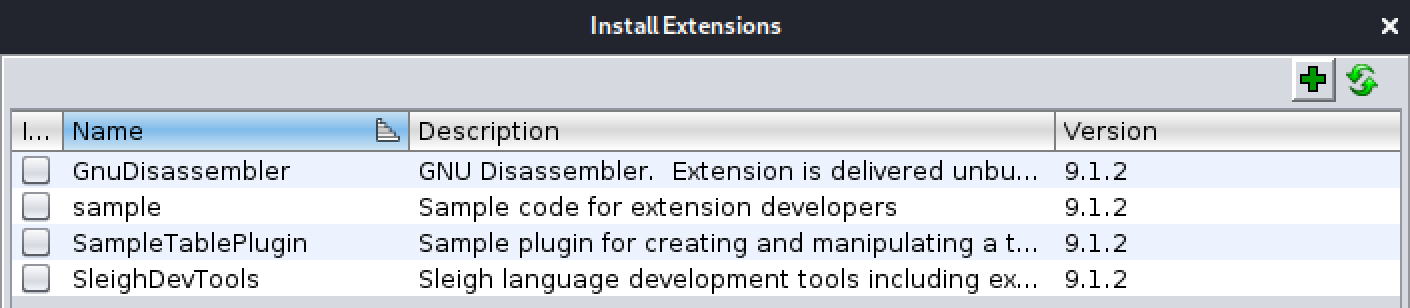 Install Extensions
I... Name Description Version
GnuDisassembler GNU Disassembler.  Extension is delivered unbu... 9.1.2
sample Sample code for extension developers 9.1.2
SampleTablePlugin Sample plugin for creating and manipulating a t... 9.1.2
SleighDevTools Sleigh language development tools including ex... 9.1.2